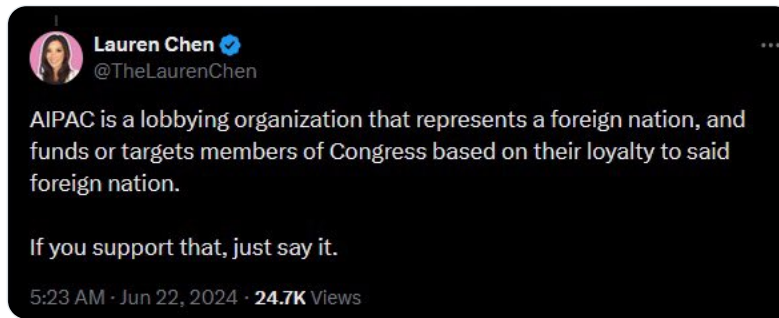 Lauren Chen
@TheLaurenChen
AIPAC is a lobbying organization that represents a foreign nation, and
funds or targets members of Congress based on their loyalty to said
foreign nation.
If you support that, just say it.
5:23 AM · Jun 22, 2024 · 24.7K Views